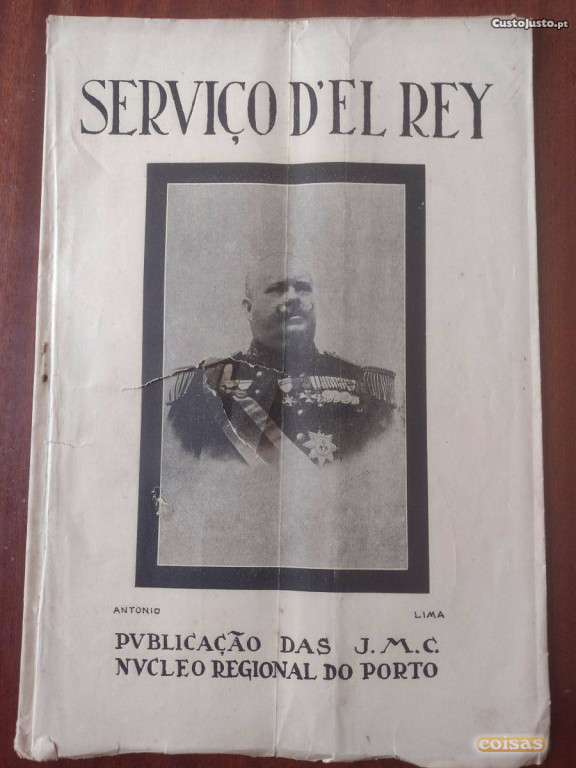 CustoJusto.pt
SERVIÇO D'EL REY
ANTONIO LIMA
PVBLICAÇÃO DAS J.M.C.
NVCLEO REGIONAL DO PORTO
coisas